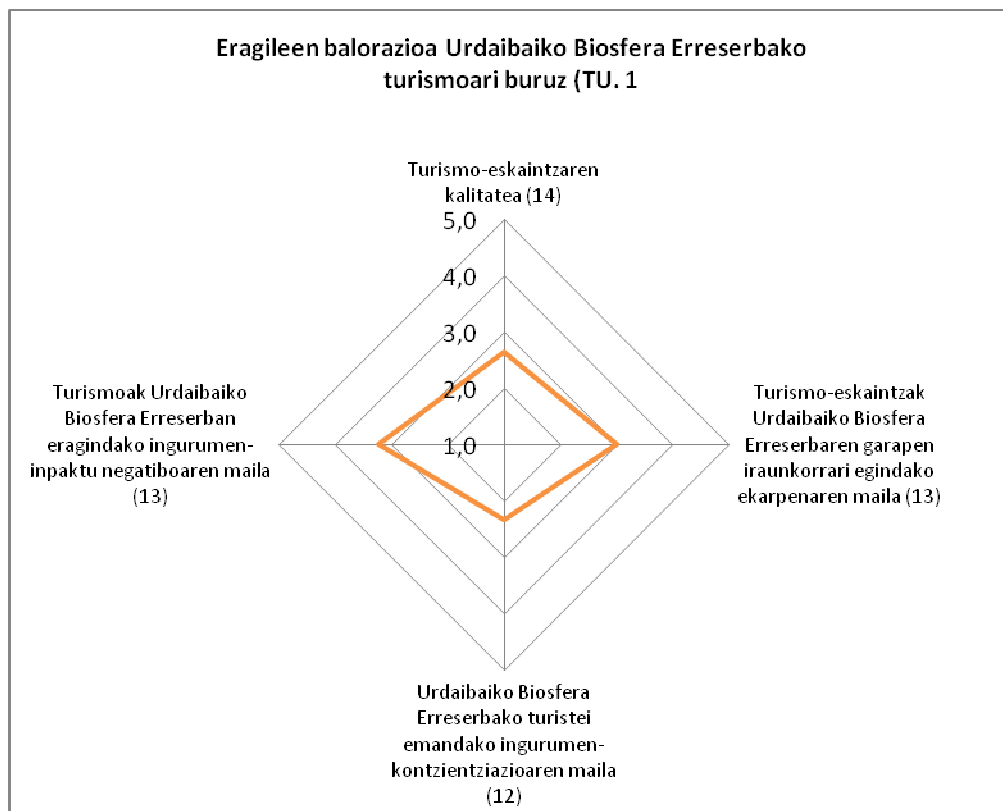 Eragileen balorazioa Urdaibaiko Biosfera Erreserbako
turismoari buruz (TU. 1
Turismo-eskaintzaren
kalitatea (14)
5,0
4,0
3,0
2,0
1,0
Turismoak Urdaibaiko
Biosfera Erreserban
eragindako ingurumen-
inpaktu negatiboaren maila
(13)
Turismo-eskaintzak
Urdaibaiko Biosfera
Erreserbaren garapen
iraunkorrari egindako
ekarpenaren maila (13)
Urdaibaiko Biosfera
Erreserbako turistei
emandako ingurumen-
kontzientziazioaren maila
(12)